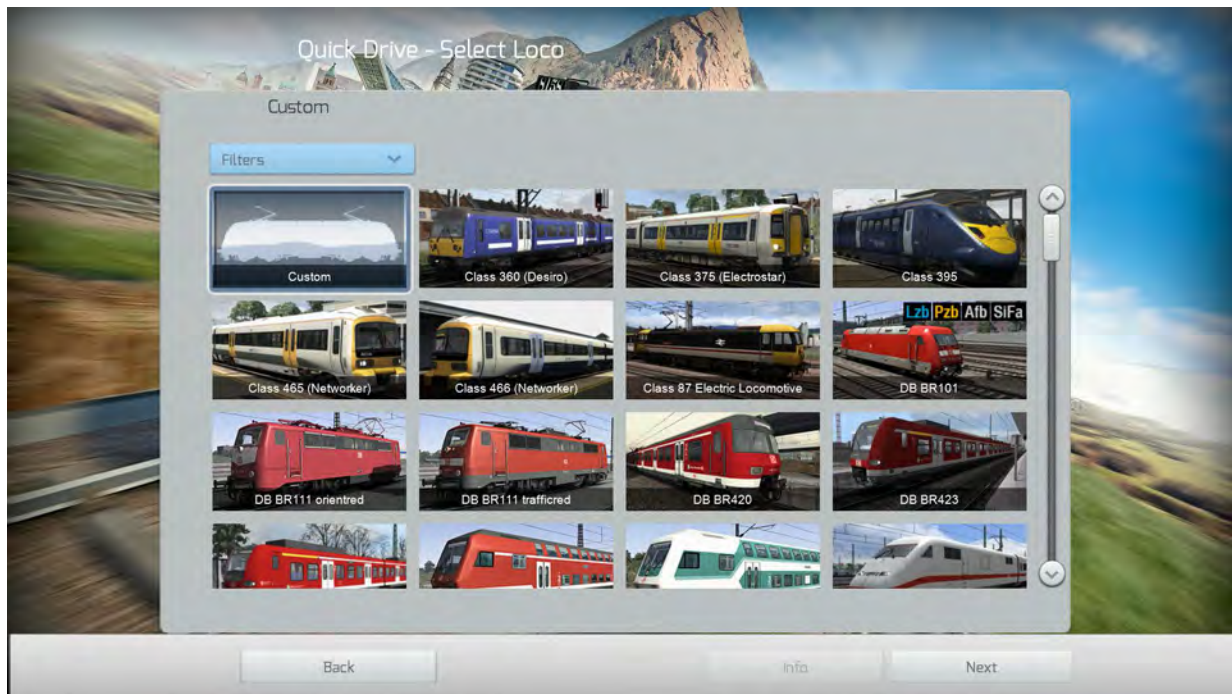 Quick Drive - Select Loco
Custom
Filters
Custom
Class 360 (Desiro)
Class 375 (Electrostar)
Class 395
Class 465 (Networker)
Class 466 (Networker)
Class 87 Electric Locomotive
Lzb Pzb Afb SiFa
DB BR101
DB BR111 orientred
DB BR111 trafficred
DB BR420
DB BR423
Back
Info
Next